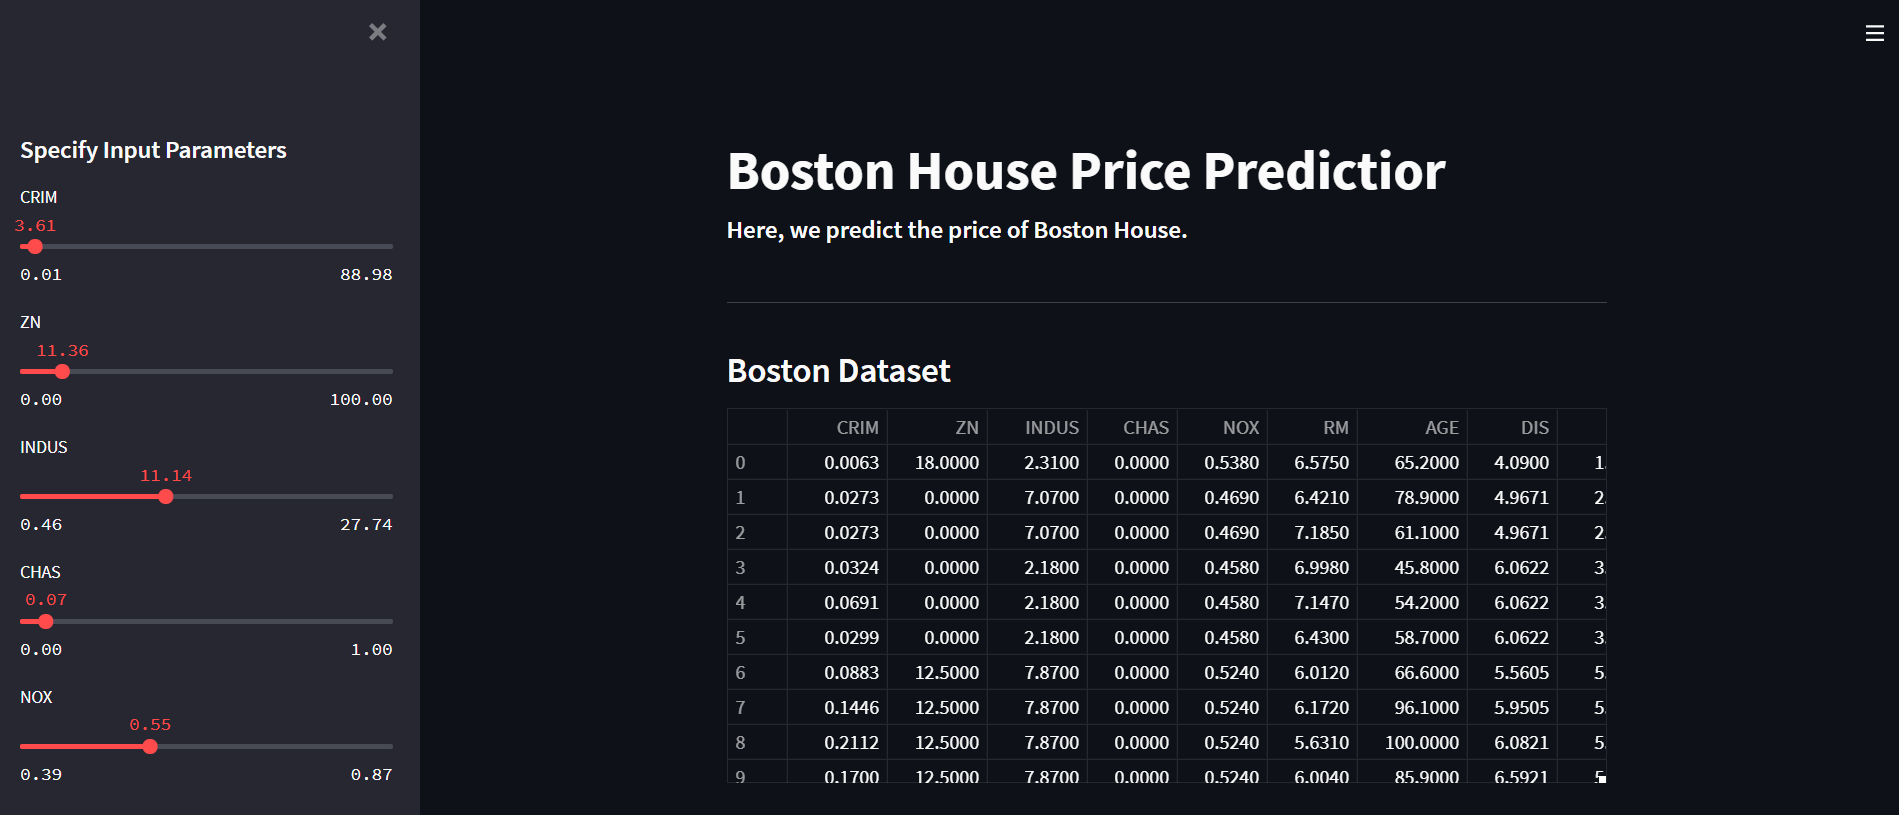 Specify Input Parameters
CRIM
3.61
0.01 88.98
ZN
11.36
0.00 100.00
INDUS
11.14
0.46 27.74
CHAS
0.07
0.00 1.00
NOX
0.55
0.39 0.87
Boston House Price Predictior
Here, we predict the price of Boston House.
Boston Dataset
CRIM ZN INDUS CHAS NOX RM AGE DIS
0 0.0063 18.0000 2.3100 0.0000 0.5380 6.5750 65.2000 4.0900 1.
1 0.0273 0.0000 7.0700 0.0000 0.4690 6.4210 78.9000 4.9671 2.
2 0.0273 0.0000 7.0700 0.0000 0.4690 7.1850 61.1000 4.9671 2.
3 0.0324 0.0000 2.1800 0.0000 0.4580 6.9980 45.8000 6.0622 3.
4 0.0691 0.0000 2.1800 0.0000 0.4580 7.1470 54.2000 6.0622 3.
5 0.0299 0.0000 2.1800 0.0000 0.4580 6.4300 58.7000 6.0622 3.
6 0.0883 12.5000 7.8700 0.0000 0.5240 6.0120 66.6000 5.5605 5.
7 0.1446 12.5000 7.8700 0.0000 0.5240 6.1720 96.1000 5.9505 5.
8 0.2112 12.5000 7.8700 0.0000 0.5240 5.6310 100.0000 6.0821 5.
9 0.1700 12.5000 7.8700 0.0000 0.5240 6.0040 85.9000 6.5921